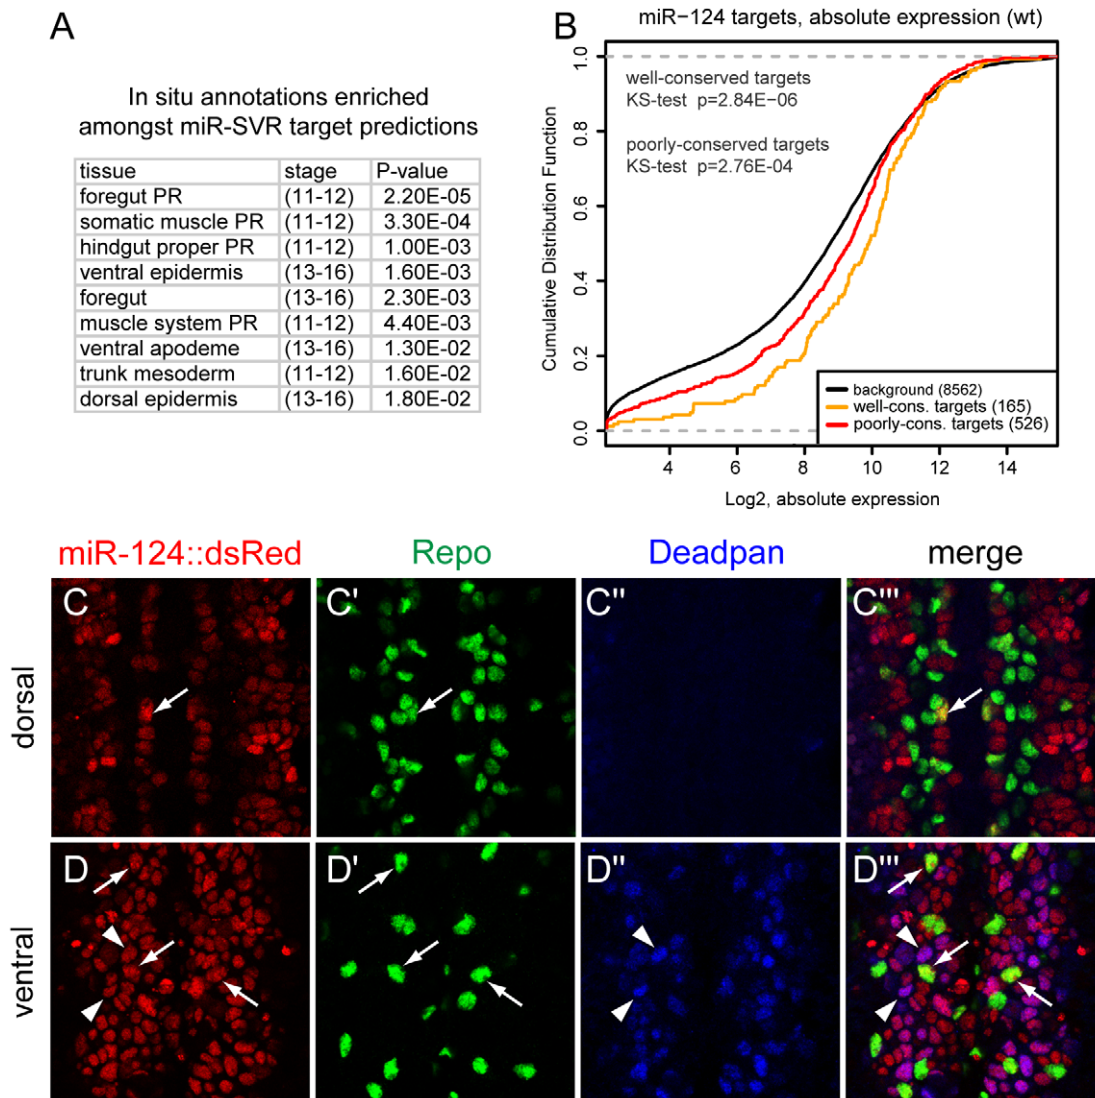 A
In situ annotations enriched
amongst miR-SVR target predictions
tissue stage P-value
foregut PR (11-12) 2.20E-05
somatic muscle PR (11-12) 3.30E-04
hindgut proper PR (11-12) 1.00E-03
ventral epidermis (13-16) 1.60E-03
foregut (13-16) 2.30E-03
muscle system PR (11-12) 4.40E-03
ventral apodeme (13-16) 1.30E-02
trunk mesoderm (11-12) 1.60E-02
dorsal epidermis (13-16) 1.80E-02
B
miR−124 targets, absolute expression (wt)
well-conserved targets
KS-test p=2.84E−06
poorly-conserved targets
KS-test p=2.76E-04
Cumulative Distribution Function
1.0
0.8
0.6
0.4
0.2
0.0
background (8562)
well-cons. targets (165)
poorly-cons. targets (526)
4 6 8 10 12 14
Log2, absolute expression
miR-124::dsRed Repo Deadpan merge
dorsal
C C' C'' C'''
ventral
D D' D'' D'''